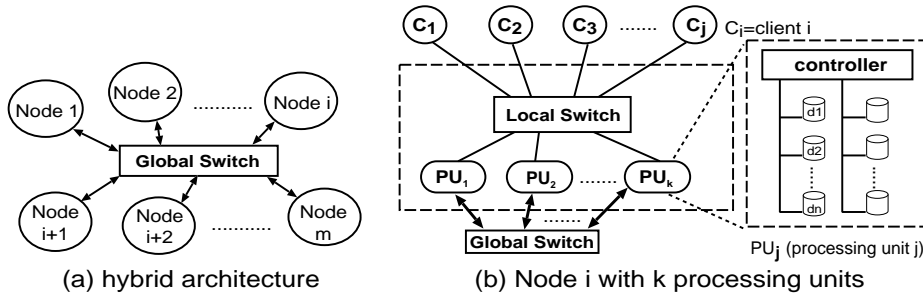 Node 1
Node 2
...........
Node i
Global Switch
Node i+1
Node i+2
...........
Node m
(a) hybrid architecture
C1
C2
C3
.......
Cj
Ci=client i
Local Switch
PU1
PU2
......
PUk
.......
Global Switch
controller
d1
d2
dn
PUj (processing unit j)
(b) Node i with k processing units